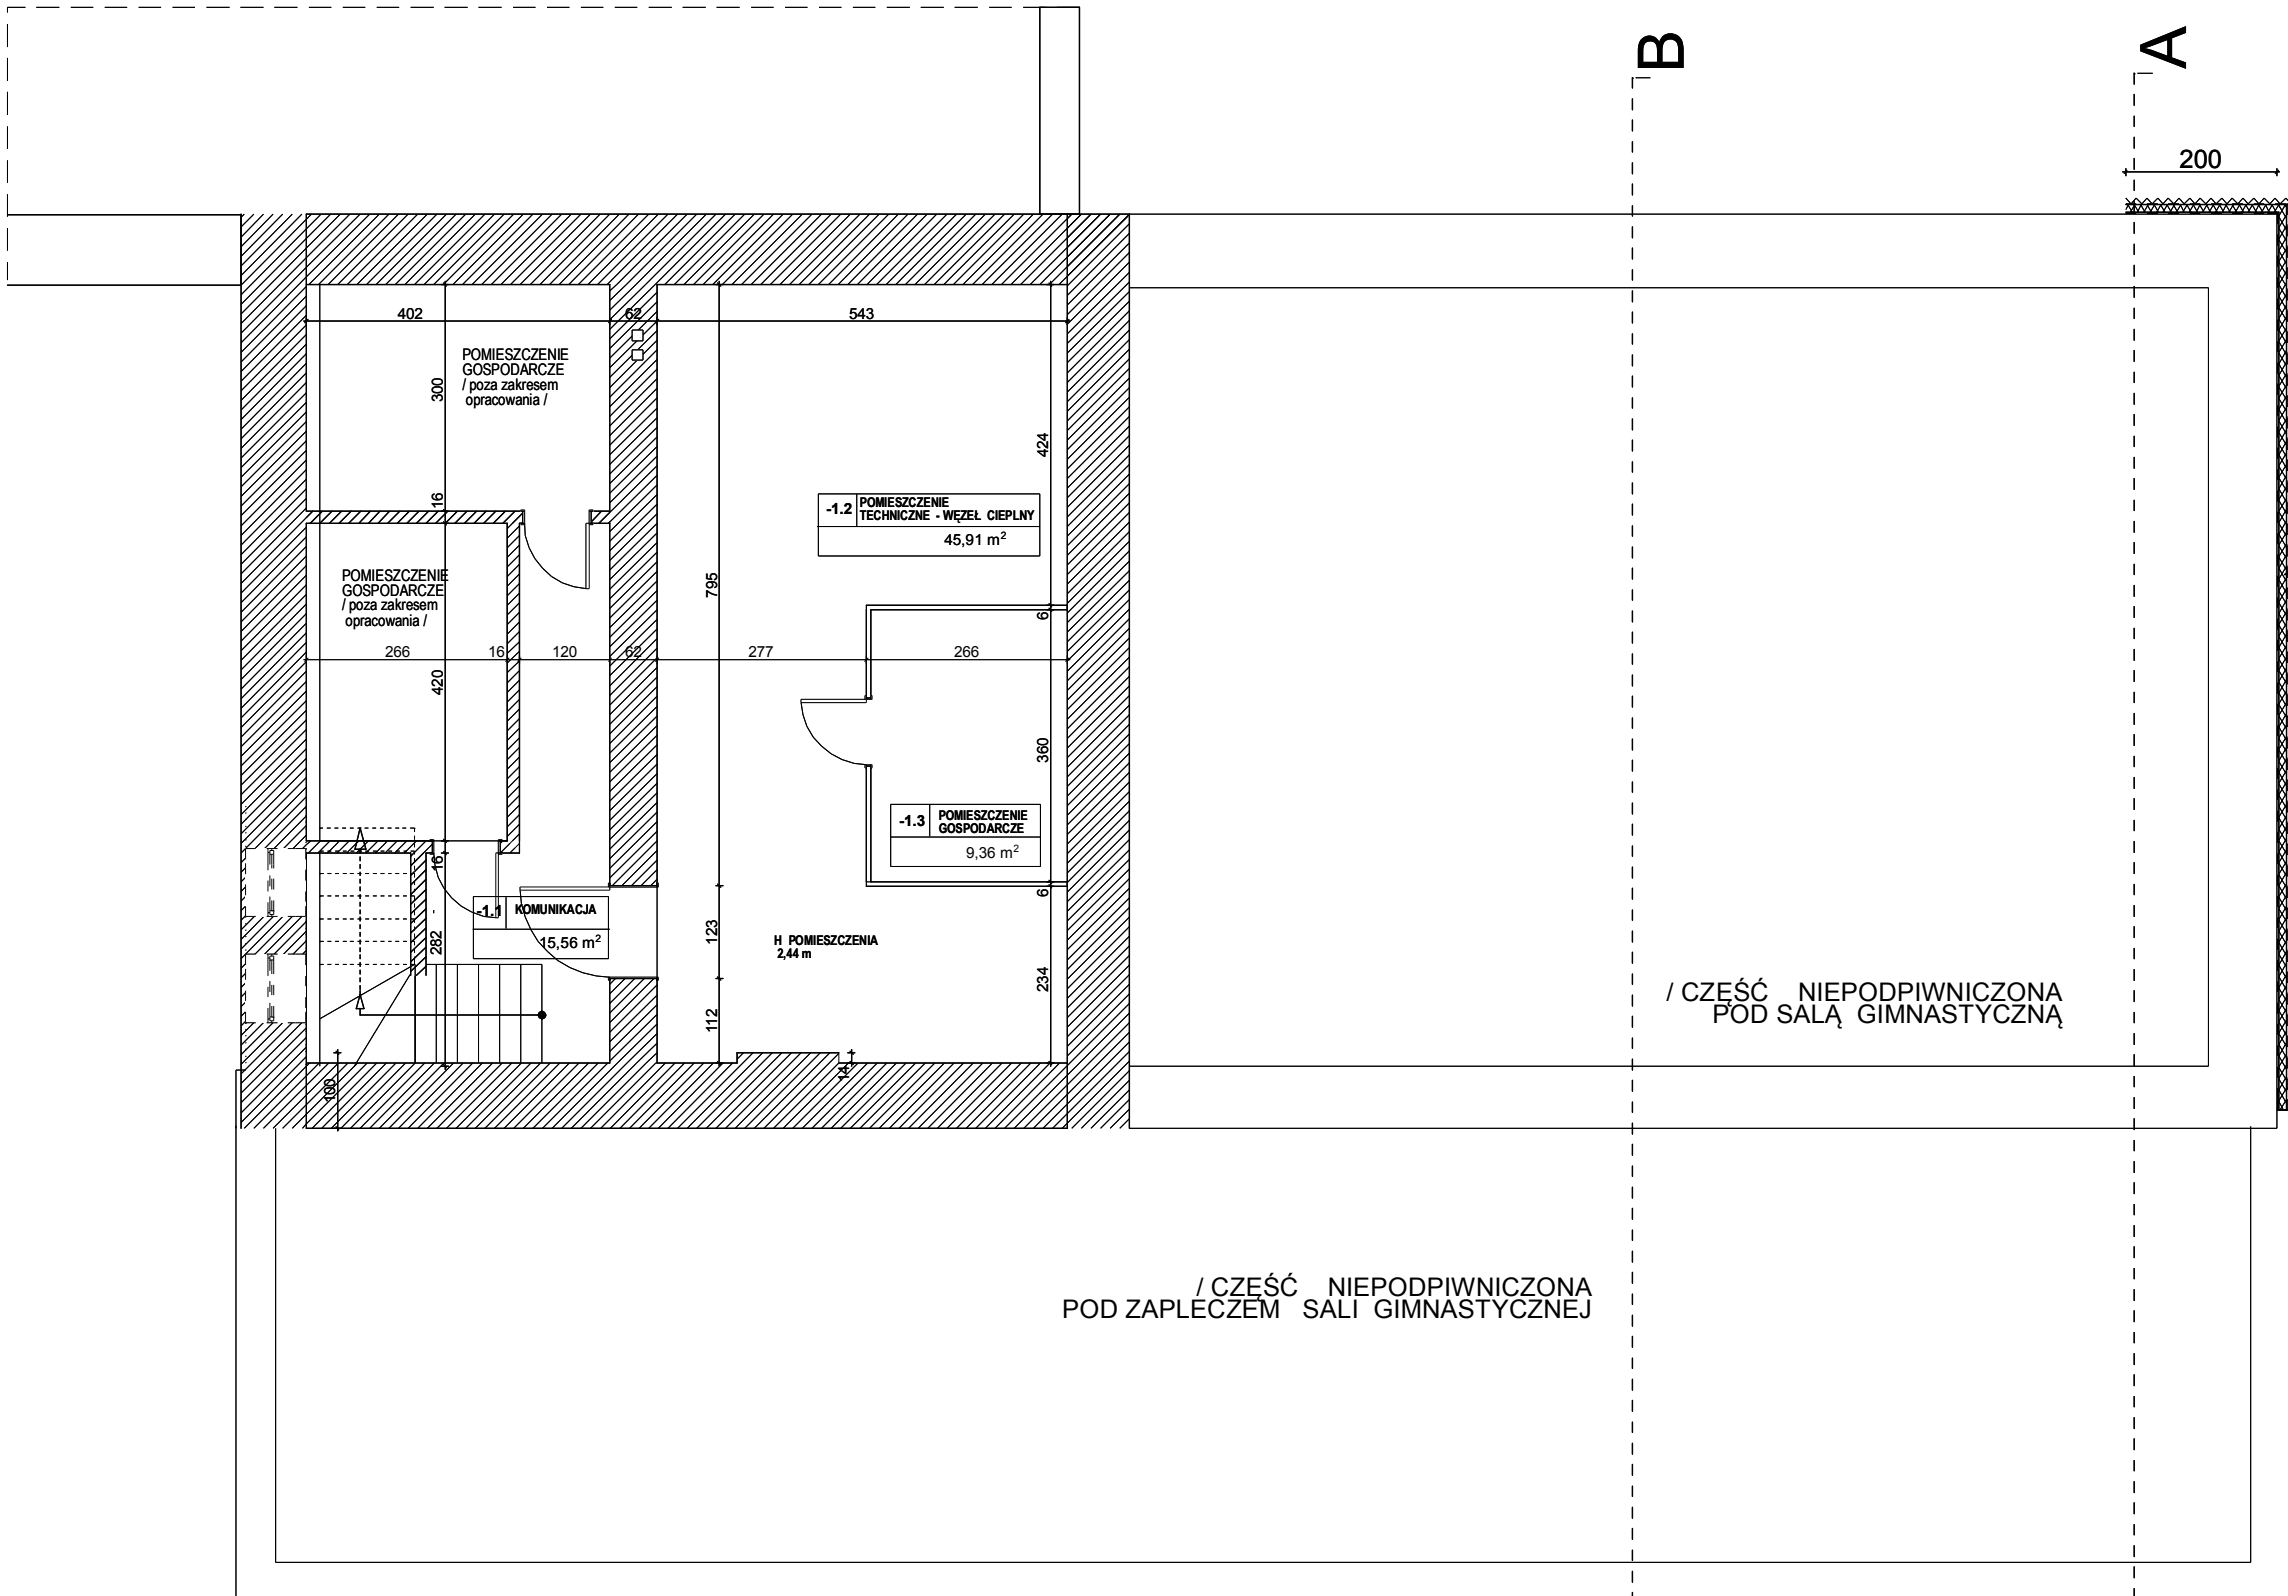 B
A
200
402
62
543
POMIESZCZENIE
GOSPODARCZE
/ poza zakresem
opracowania /
300
424
16
-1.2 POMIESZCZENIE
TECHNICZNE - WĘZEŁ CIEPLNY
45,91 m²
POMIESZCZENIE
GOSPODARCZE
/ poza zakresem
opracowania /
795
6
266
16
120
62
277
266
420
360
-1.3 POMIESZCZENIE
GOSPODARCZE
9,36 m²
16
6
-1.1 KOMUNIKACJA
15,56 m²
282
123
H POMIESZCZENIA
2,44 m
234
112
/ CZĘŚĆ NIEPODPIWNICZONA
POD SALĄ GIMNASTYCZNĄ
100
14
/ CZĘŚĆ NIEPODPIWNICZONA
POD ZAPLECZEM SALI GIMNASTYCZNEJ